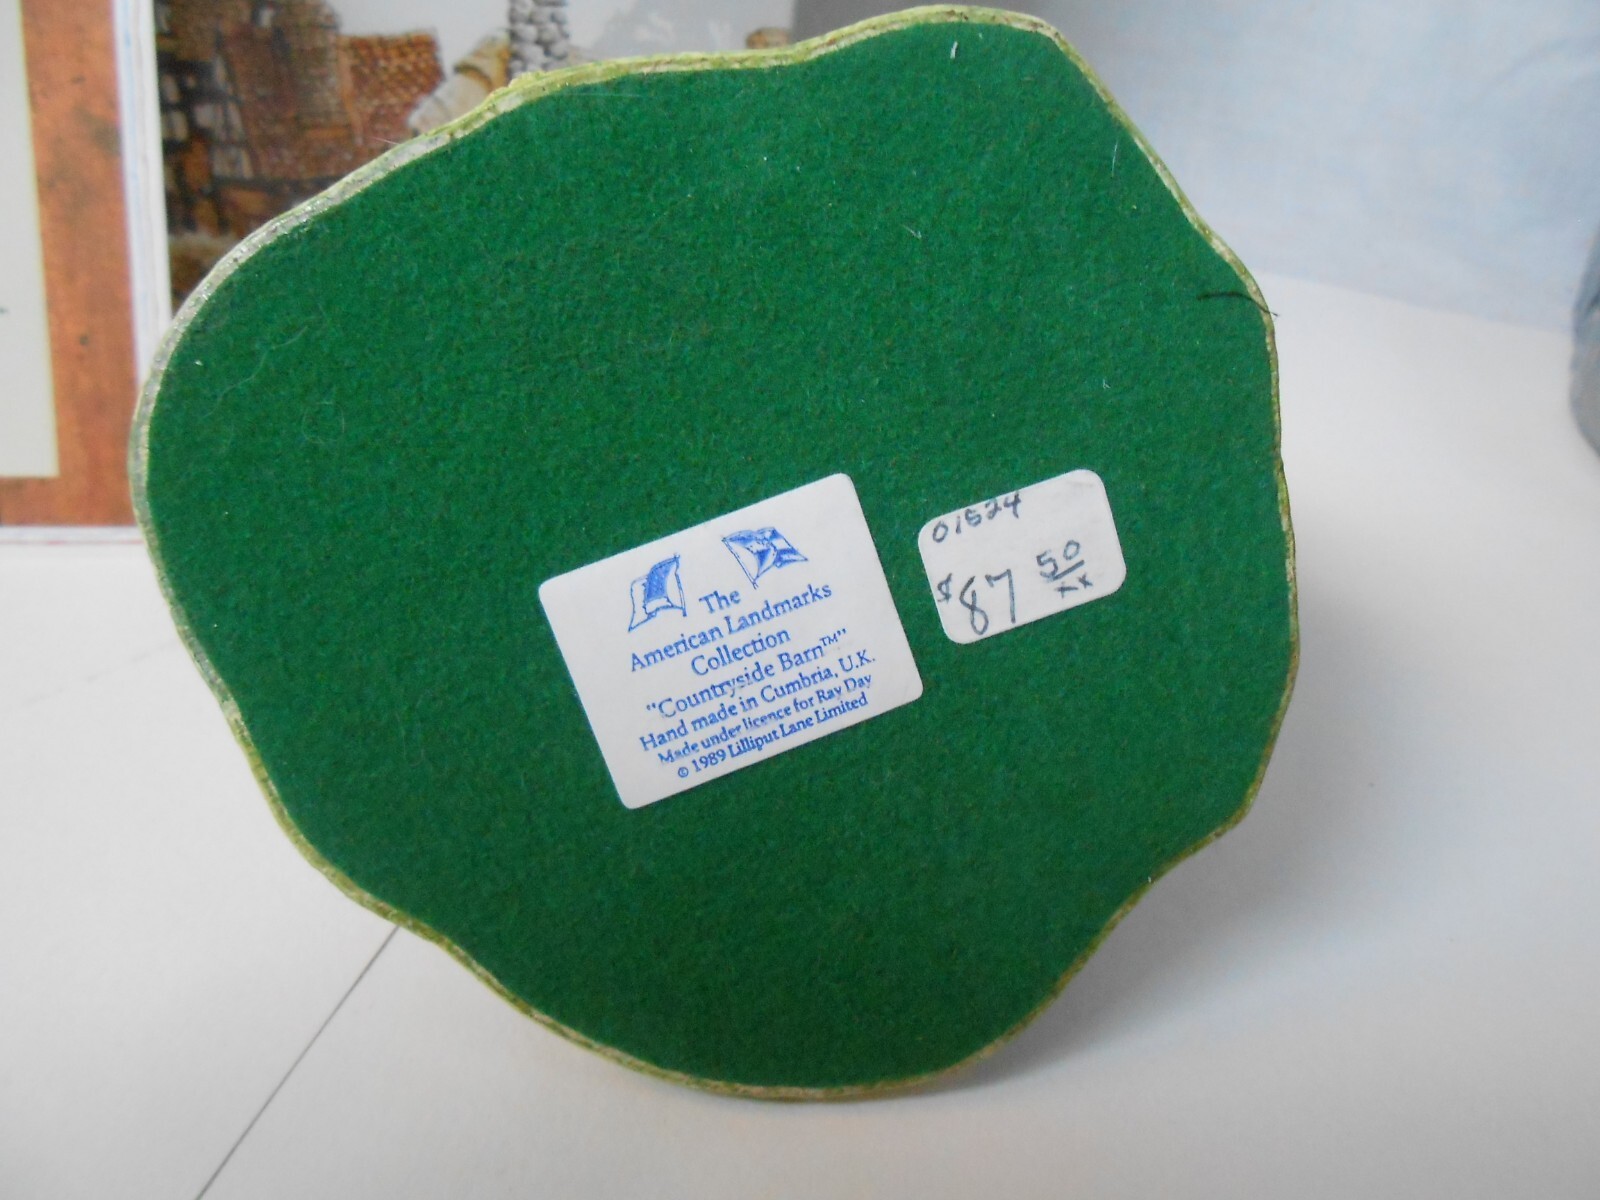 The
American Landmarks
Collection
"Countryside Barn™"
Hand made in Cumbria, U.K.
Made under licence for Ray Day
© 1989 Lilliput Lane Limited
01524
$87 50
xx